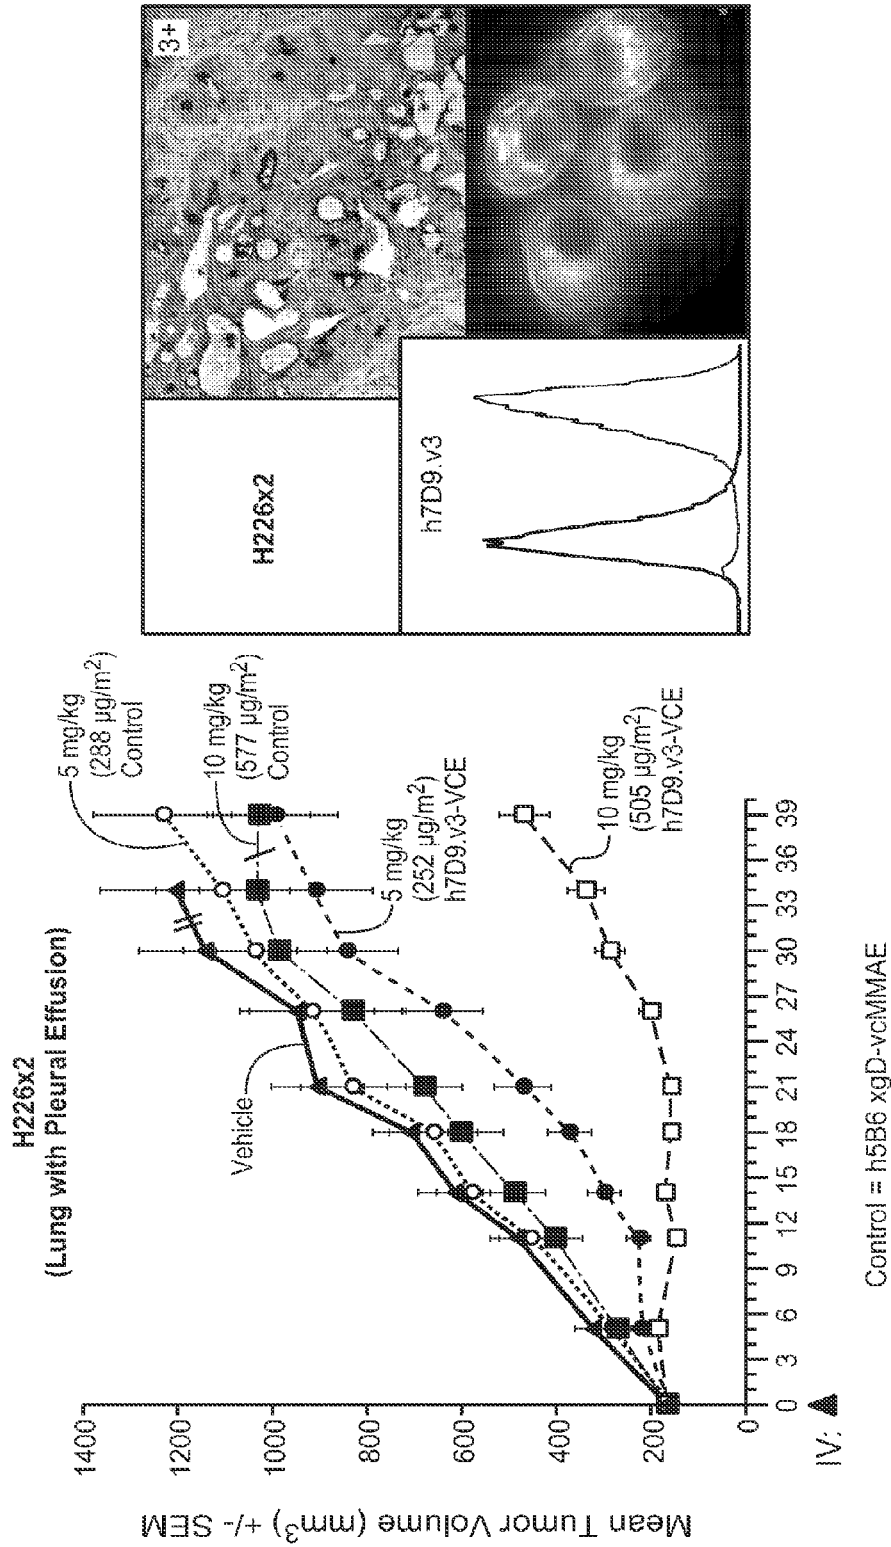 H226x2
(Lung with Pleural Effusion)
Mean Tumor Volume (mm³) +/- SEM
1400
1200
1000
800
600
400
200
0
Vehicle
5 mg/kg
(288 µg/m²)
Control
10 mg/kg
(577 µg/m²)
Control
5 mg/kg
(252 µg/m²)
h7D9.v3-VCE
10 mg/kg
(505 µg/m²)
h7D9.v3-VCE
0 3 6 9 12 15 18 21 24 27 30 33 36 39
IV:
Control = h5B6 xgD-vcMMAE
H226x2
3+
h7D9.v3